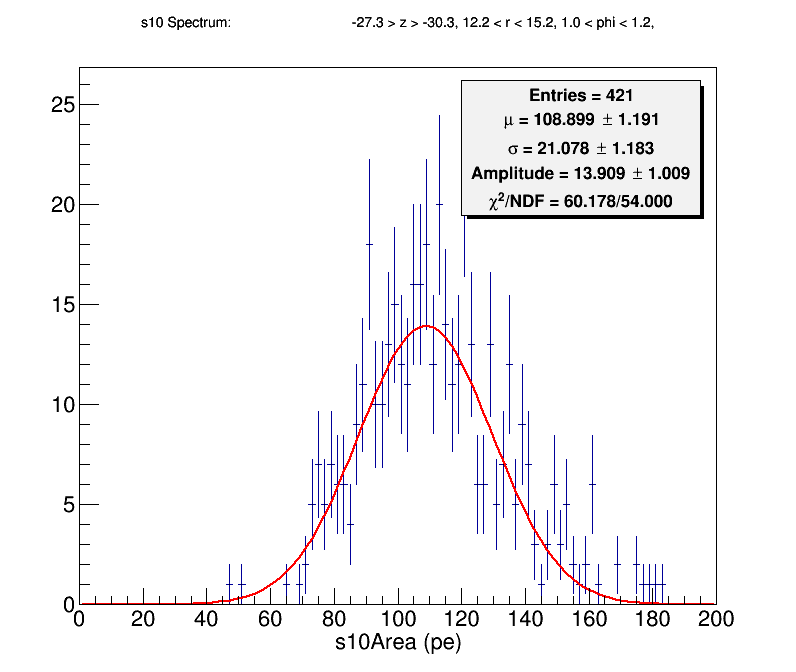 s10 Spectrum: -27.3 > z > -30.3, 12.2 < r < 15.2, 1.0 < phi < 1.2,
Entries = 421
μ = 108.899 ± 1.191
σ = 21.078 ± 1.183
Amplitude = 13.909 ± 1.009
χ²/NDF = 60.178/54.000
25
20
15
10
5
0
0 20 40 60 80 100 120 140 160 180 200
s10Area (pe)